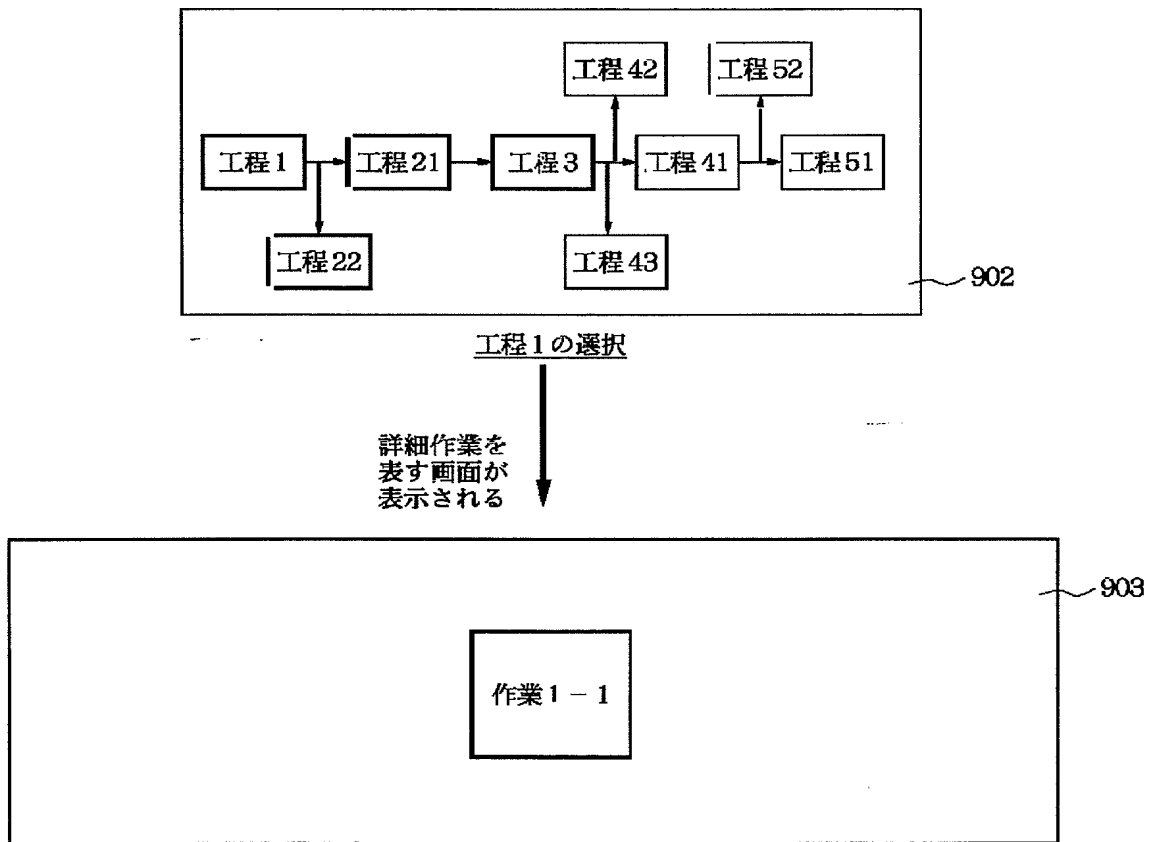 工程42
工程52
工程1
工程21
工程3
工程41
工程51
工程22
工程43
902
工程1の選択
詳細作業を
表す画面が
表示される
903
作業1-1